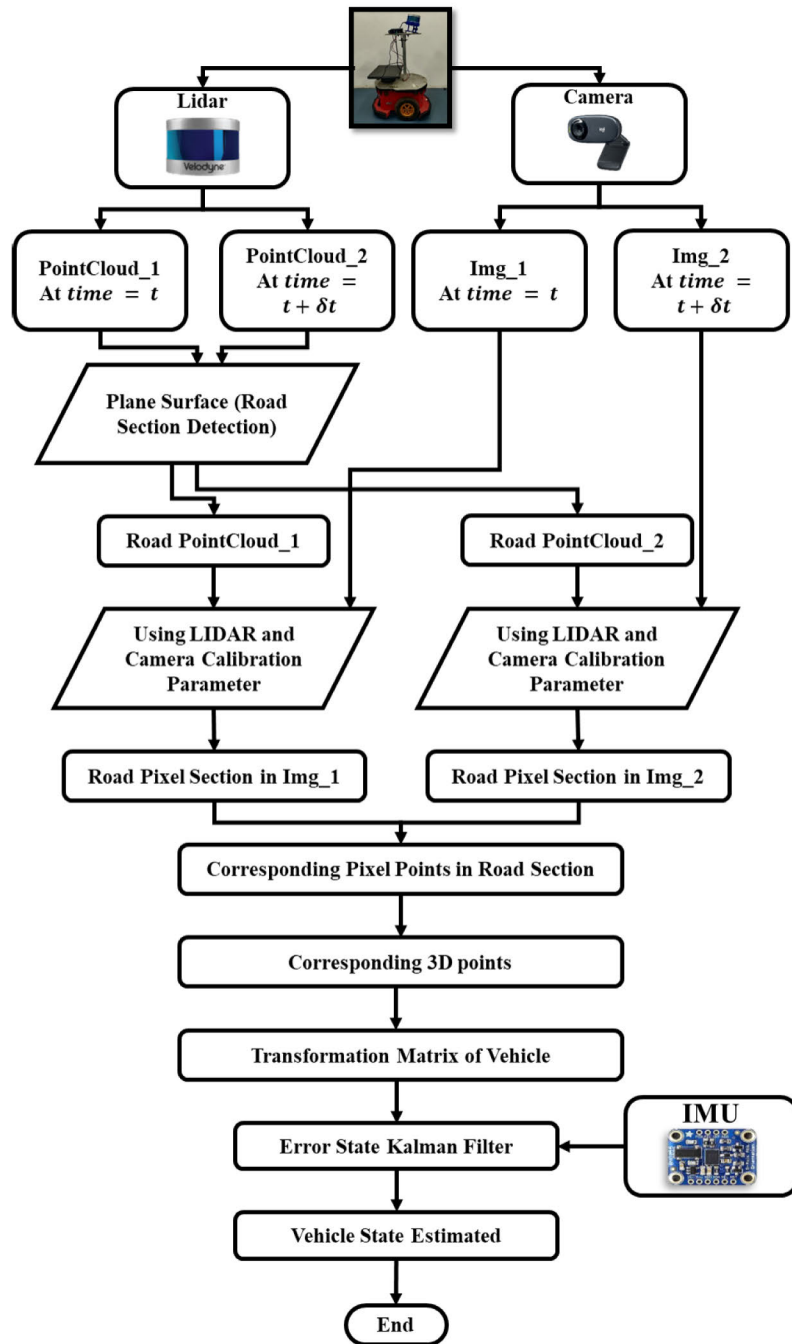 Lidar
Velodyne
Camera
PointCloud_1
At time = t
PointCloud_2
At time =
t + δt
Img_1
At time = t
Img_2
At time =
t + δt
Plane Surface (Road
Section Detection)
Road PointCloud_1
Road PointCloud_2
Using LIDAR and
Camera Calibration
Parameter
Using LIDAR and
Camera Calibration
Parameter
Road Pixel Section in Img_1
Road Pixel Section in Img_2
Corresponding Pixel Points in Road Section
Corresponding 3D points
Transformation Matrix of Vehicle
IMU
Error State Kalman Filter
Vehicle State Estimated
End